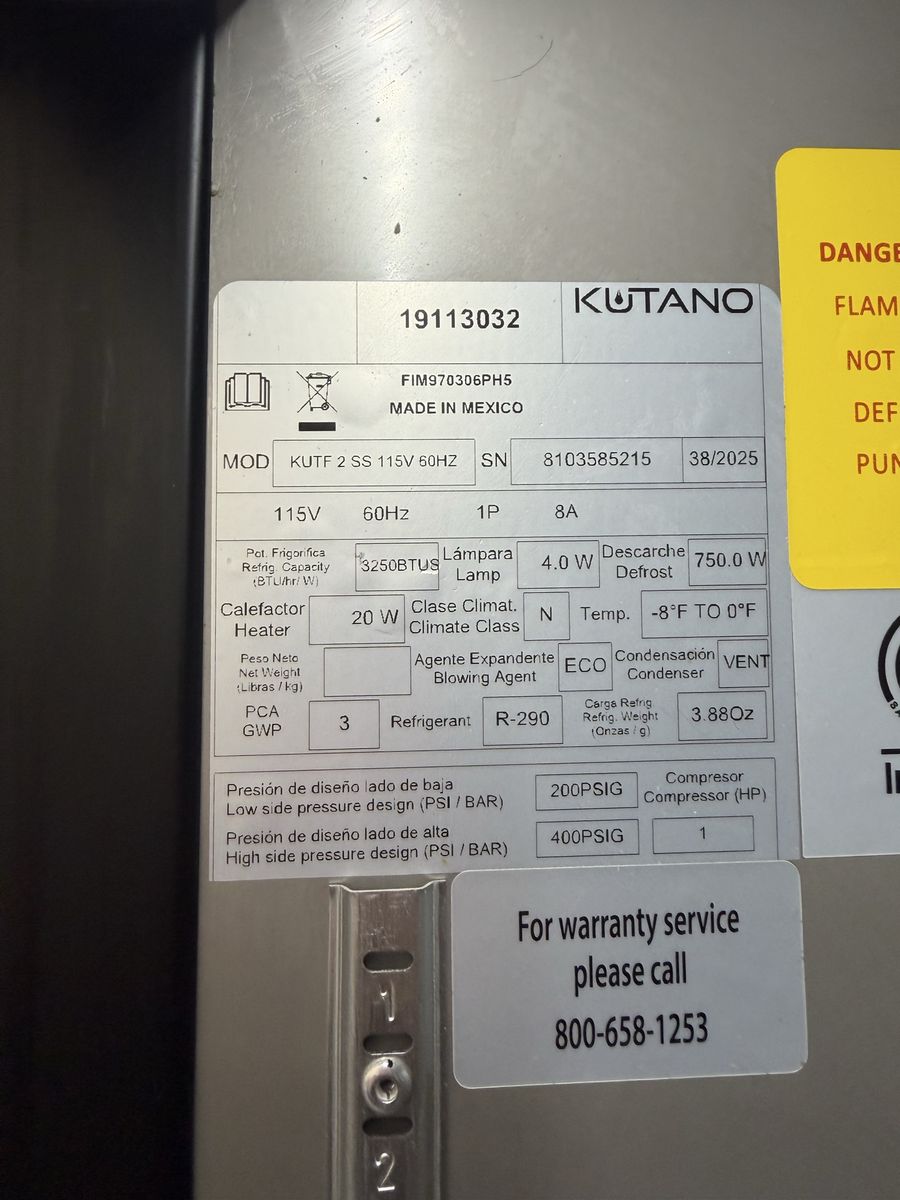 19113032
KUTANO
FIM970306PH5
MADE IN MEXICO
MOD KUTF 2 SS 115V 60HZ SN 8103585215 38/2025
115V 60Hz 1P 8A
Pot. Frigorifica
Refrig. Capacity
(BTU/hr/ W)
3250BTUS
Lámpara
Lamp
4.0 W
Descarche
Defrost
750.0 W
Calefactor
Heater
20 W
Clase Climat.
Climate Class
N
Temp.
-8°F TO 0°F
Peso Neto
Net Weight
(Libras / kg)
Agente Expandente
Blowing Agent
ECO
Condensación
Condenser
VENT
PCA
GWP
3
Refrigerant
R-290
Carga Refrig
Refrig. Weight
(Onzas / g)
3.88Oz
Presión de diseño lado de baja
Low side pressure design (PSI / BAR)
200PSIG
Compresor
Compressor (HP)
Presión de diseño lado de alta
High side pressure design (PSI / BAR)
400PSIG
1
DANGE
FLAM
NOT
DEF
PUN
For warranty service
please call
800-658-1253
1
2